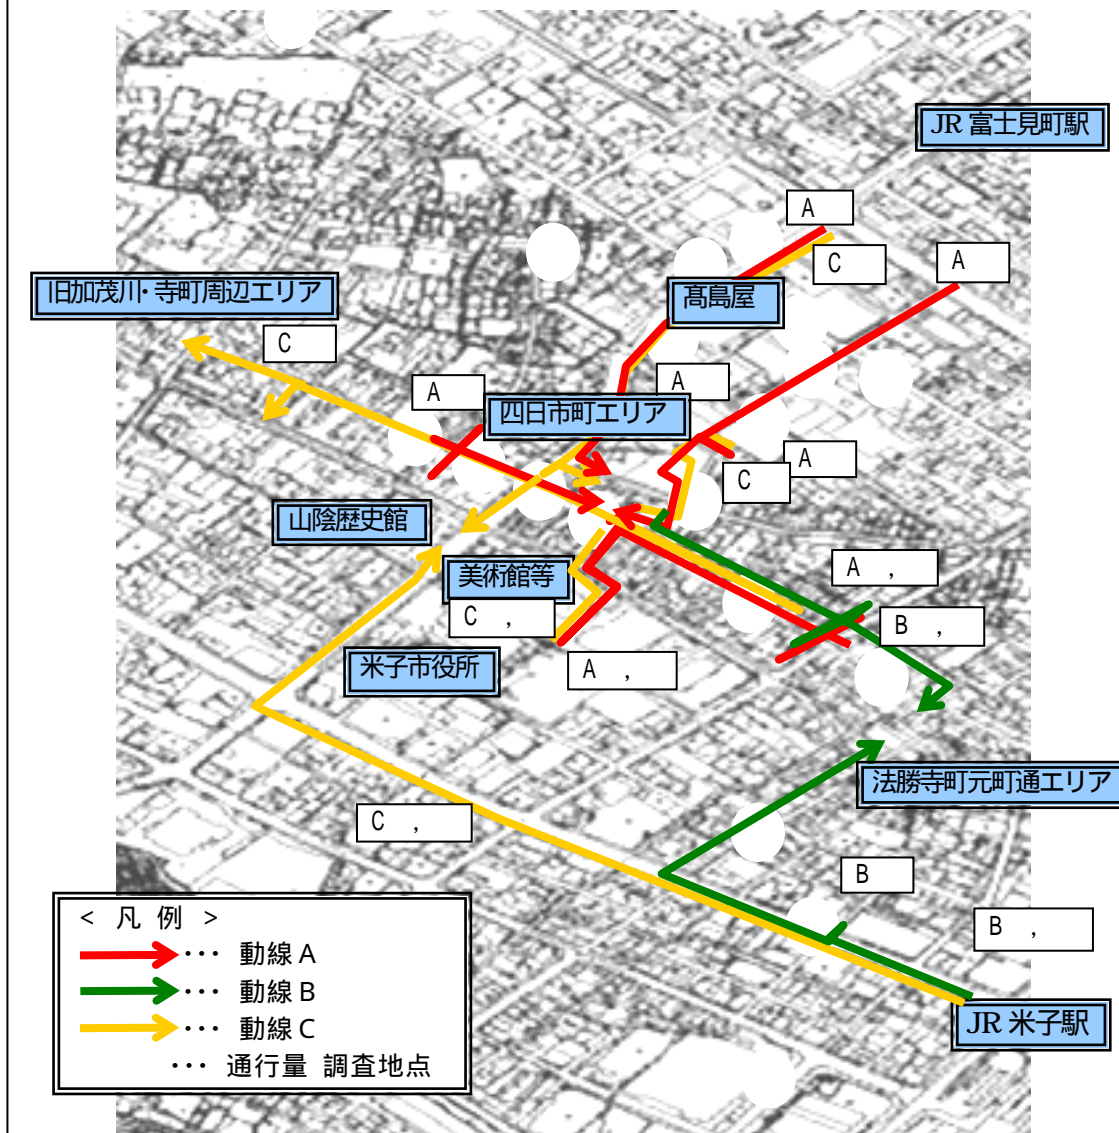 JR 富士見町駅
A
C
A
旧加茂川・寺町周辺エリア
髙島屋
C
A
A
四日市町エリア
A
C
山陰歴史館
美術館等
A ,
C ,
B ,
米子市役所
A ,
法勝寺町元町通エリア
C ,
B
B ,
JR 米子駅
< 凡 例 >
… 動線 A
… 動線 B
… 動線 C
… 通行量 調査地点